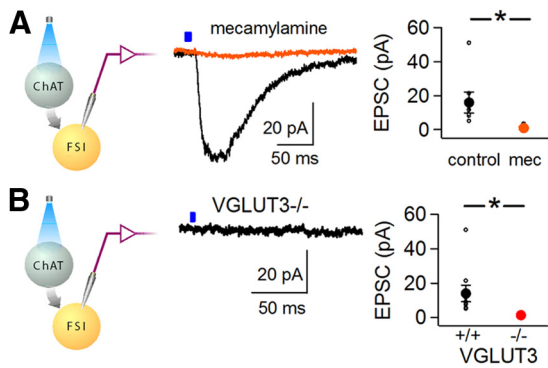 A
ChAT
FSI
mecamylamine
20 pA
50 ms
EPSC (pA)
60
40
20
0
*
control mec
B
ChAT
FSI
VGLUT3-/-
20 pA
50 ms
EPSC (pA)
60
40
20
0
*
+/+ -/-
VGLUT3